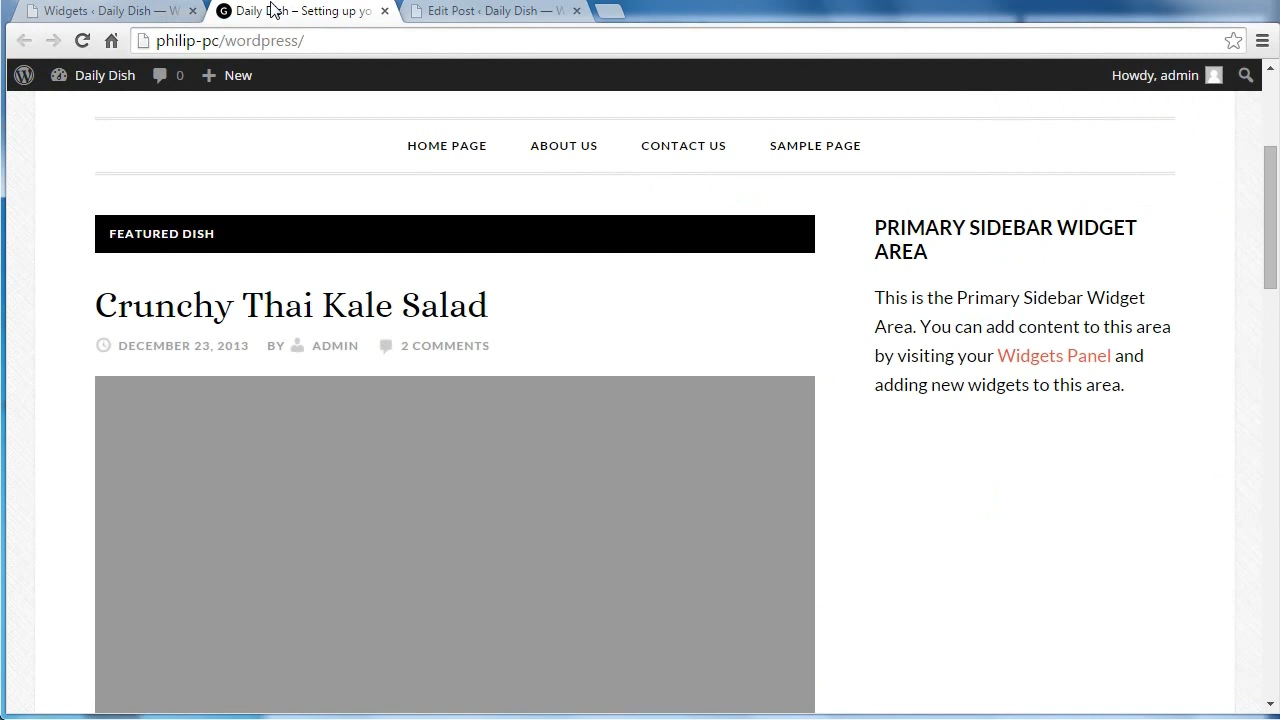 Widgets ‹ Daily Dish — W
Daily Dish – Setting up yo
Edit Post ‹ Daily Dish — W
philip-pc/wordpress/
Daily Dish
0
New
Howdy, admin
HOME PAGE
ABOUT US
CONTACT US
SAMPLE PAGE
FEATURED DISH
Crunchy Thai Kale Salad
DECEMBER 23, 2013 BY ADMIN 2 COMMENTS
PRIMARY SIDEBAR WIDGET
AREA
This is the Primary Sidebar Widget
Area. You can add content to this area
by visiting your Widgets Panel and
adding new widgets to this area.